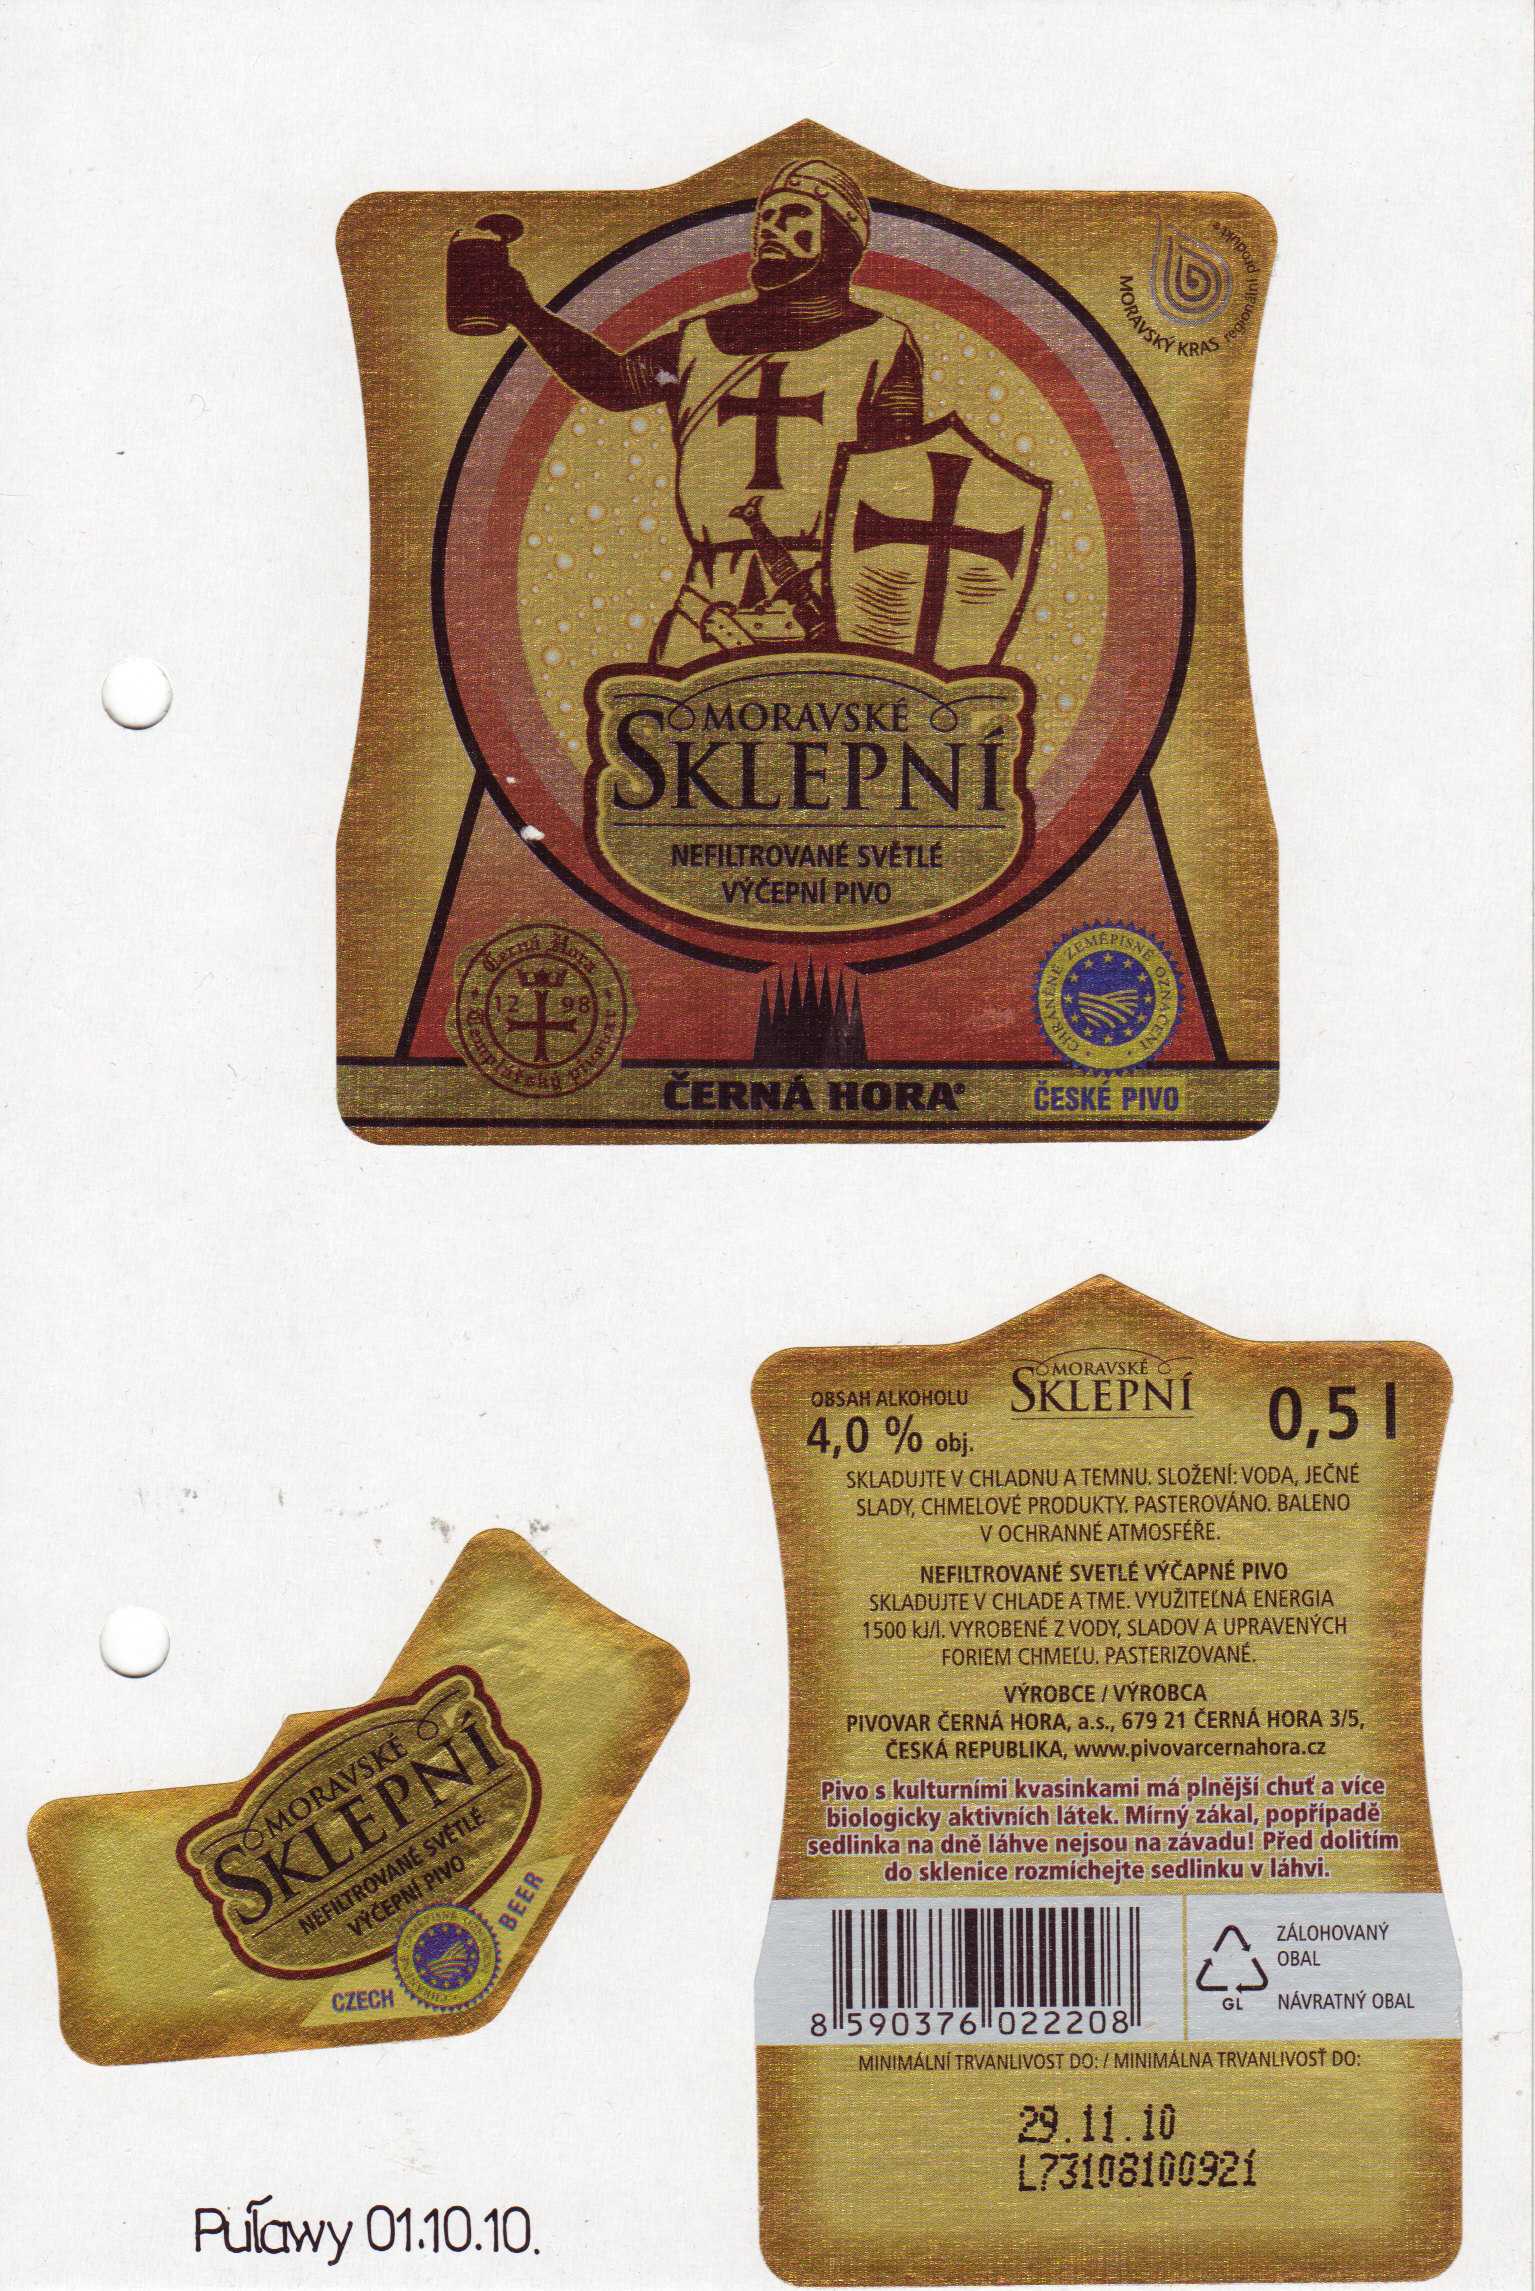 MORAVSKÝ KRAS regionální produkt®
MORAVSKÉ
SKLEPNÍ
NEFILTROVANÉ SVĚTLÉ
VÝČEPNÍ PIVO
Černá Hora
12 98
Templářský pivovar
CHRÁNĚNÉ ZEMĚPISNÉ OZNAČENÍ
ČERNÁ HORA®
ČESKÉ PIVO
OBSAH ALKOHOLU
4,0 % obj.
MORAVSKÉ
SKLEPNÍ
0,5 l
SKLADUJTE V CHLADNU A TEMNU. SLOŽENÍ: VODA, JEČNÉ
SLADY, CHMELOVÉ PRODUKTY. PASTEROVÁNO. BALENO
V OCHRANNÉ ATMOSFÉŘE.
NEFILTROVANÉ SVETLÉ VÝČAPNÉ PIVO
SKLADUJTE V CHLADE A TME. VYUŽITEĽNÁ ENERGIA
1500 kJ/l. VYROBENÉ Z VODY, SLADOV A UPRAVENÝCH
FORIEM CHMEĽU. PASTERIZOVANÉ.
VÝROBCE / VÝROBCA
PIVOVAR ČERNÁ HORA, a.s., 679 21 ČERNÁ HORA 3/5,
ČESKÁ REPUBLIKA, www.pivovarcernahora.cz
Pivo s kulturními kvasinkami má plnější chuť a více
biologicky aktivních látek. Mírný zákal, popřípadě
sedlinka na dně láhve nejsou na závadu! Před dolitím
do sklenice rozmíchejte sedlinku v láhvi.
8 590376 022208
GL
ZÁLOHOVANÝ
OBAL
NÁVRATNÝ OBAL
MINIMÁLNÍ TRVANLIVOST DO: / MINIMÁLNA TRVANLIVOSŤ DO:
29.11.10
L73108100921
MORAVSKÉ
SKLEPNÍ
NEFILTROVANÉ SVĚTLÉ
VÝČEPNÍ PIVO
CZECH BEER
Puławy 01.10.10.